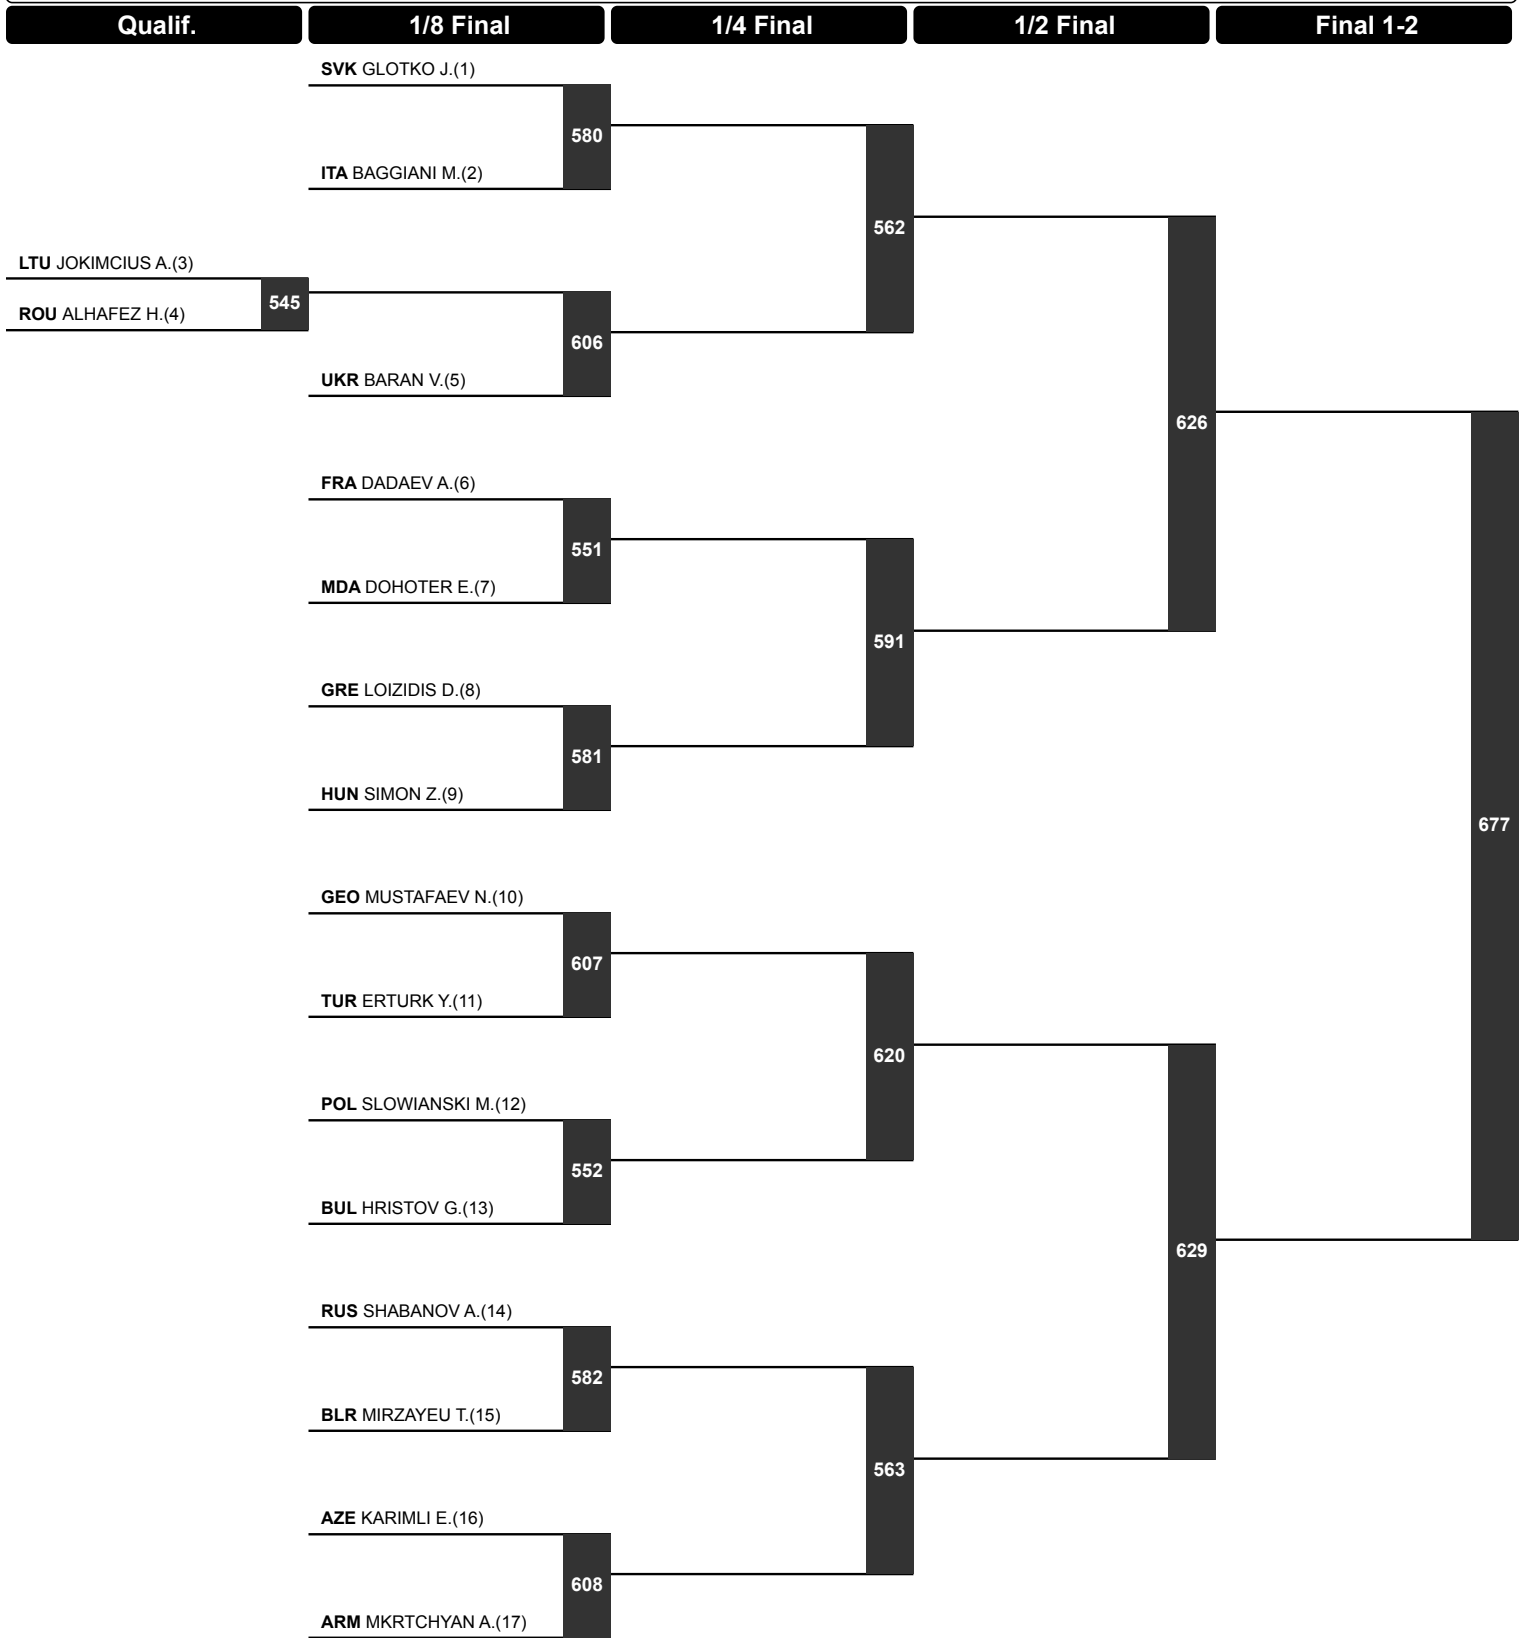 Qualif. 1/8 Final 1/4 Final 1/2 Final Final 1-2
SVK GLOTKO J.(1)
580
ITA BAGGIANI M.(2)
562
LTU JOKIMCIUS A.(3)
545
ROU ALHAFEZ H.(4)
606
UKR BARAN V.(5)
626
FRA DADAEV A.(6)
551
MDA DOHOTER E.(7)
591
GRE LOIZIDIS D.(8)
581
HUN SIMON Z.(9)
677
GEO MUSTAFAEV N.(10)
607
TUR ERTURK Y.(11)
620
POL SLOWIANSKI M.(12)
552
BUL HRISTOV G.(13)
629
RUS SHABANOV A.(14)
582
BLR MIRZAYEU T.(15)
563
AZE KARIMLI E.(16)
608
ARM MKRTCHYAN A.(17)